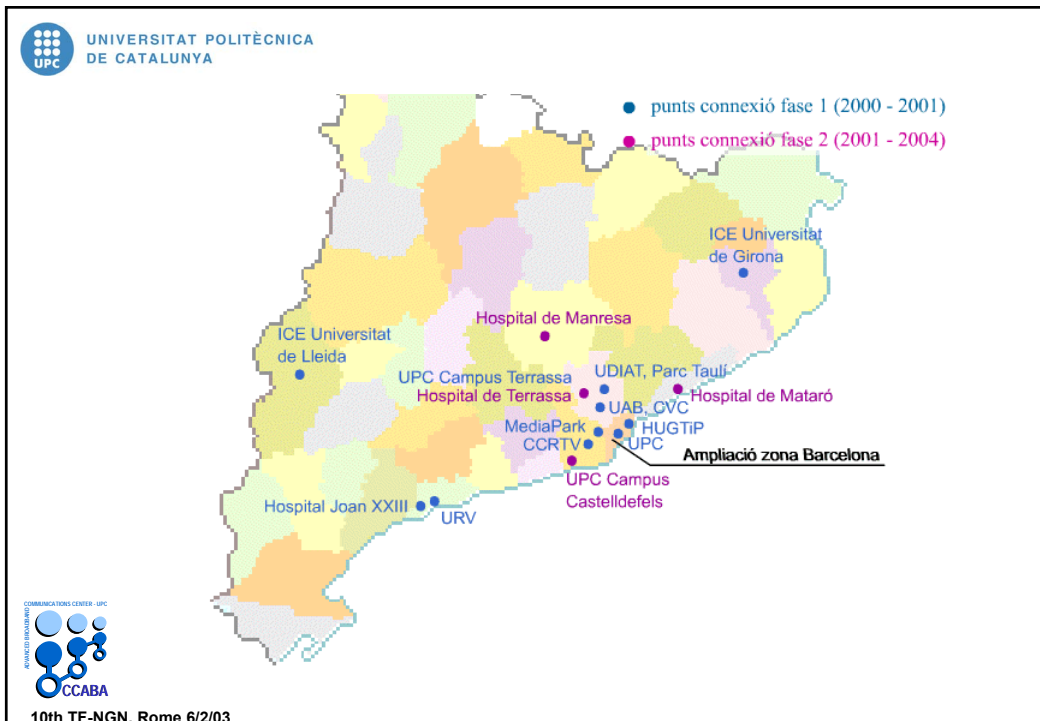 UNIVERSITAT POLITÈCNICA
DE CATALUNYA
UPC
punts connexió fase 1 (2000 - 2001)
punts connexió fase 2 (2001 - 2004)
ICE Universitat
de Girona
Hospital de Manresa
ICE Universitat
de Lleida
UPC Campus Terrassa
UDIAT, Parc Taulí
Hospital de Terrassa
Hospital de Mataró
UAB, CVC
MediaPark
HUGTiP
CCRTV
UPC
Ampliació zona Barcelona
UPC Campus
Castelldefels
Hospital Joan XXIII
URV
COMMUNICATIONS CENTER - UPC
ADVANCED BROADBAND
CCABA
10th TF-NGN. Rome 6/2/03